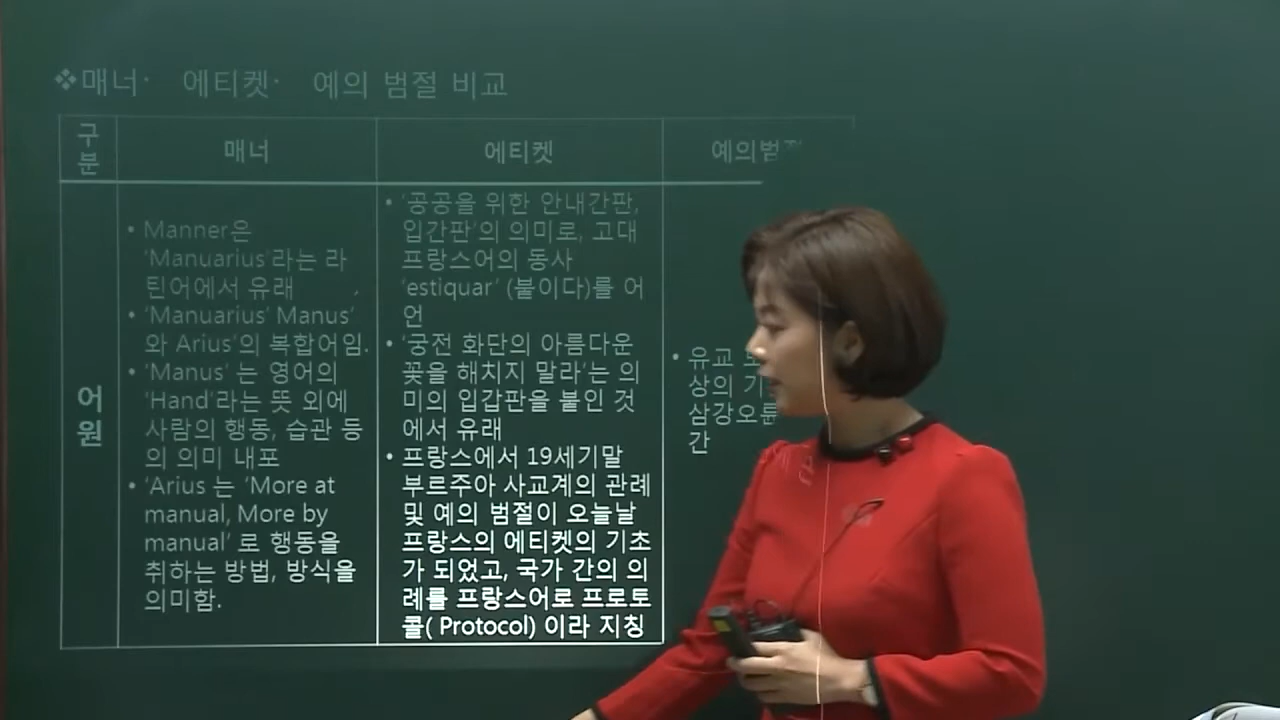 ❖매너· 에티켓· 예의 범절 비교
구
분
매너
에티켓
예의범절
어
원
• Manner은
'Manuarius'라는 라
틴어에서 유래
• 'Manuarius' Manus'
와 Arius'의 복합어임.
• 'Manus' 는 영어의
'Hand'라는 뜻 외에
사람의 행동, 습관 등
의 의미 내포
• 'Arius 는 'More at
manual, More by
manual' 로 행동을
취하는 방법, 방식을
의미함.
• '공공을 위한 안내간판,
입간판'의 의미로, 고대
프랑스어의 동사
'estiquar' (붙이다)를 어
언
• '궁전 화단의 아름다운
꽃을 해치지 말라'는 의
미의 입갑판을 붙인 것
에서 유래
• 프랑스에서 19세기말
부르주아 사교계의 관례
및 예의 범절이 오늘날
프랑스의 에티켓의 기초
가 되었고, 국가 간의 의
례를 프랑스어로 프로토
콜( Protocol) 이라 지칭
• 유교
상의
삼강오륜
간